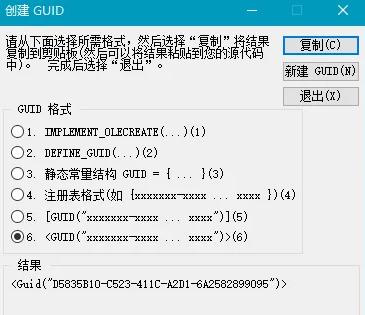 创建 GUID
请从下面选择所需格式，然后选择“复制”将结果
复制到剪贴板(然后可以将结果粘贴到您的源代码
中)。 完成后选择“退出”。
复制(C)
新建 GUID(N)
退出(X)
GUID 格式
1. IMPLEMENT_OLECREATE(...)(1)
2. DEFINE_GUID(...)(2)
3. 静态常量结构 GUID = { ... }(3)
4. 注册表格式(如 {xxxxxxx-xxxx ... xxxx })(4)
5. [GUID("xxxxxxx-xxxx ... xxxx")](5)
6. <GUID("xxxxxxx-xxxx ... xxxx")>(6)
结果
<Guid("D5835B10-C523-411C-A2D1-6A2582899095")>